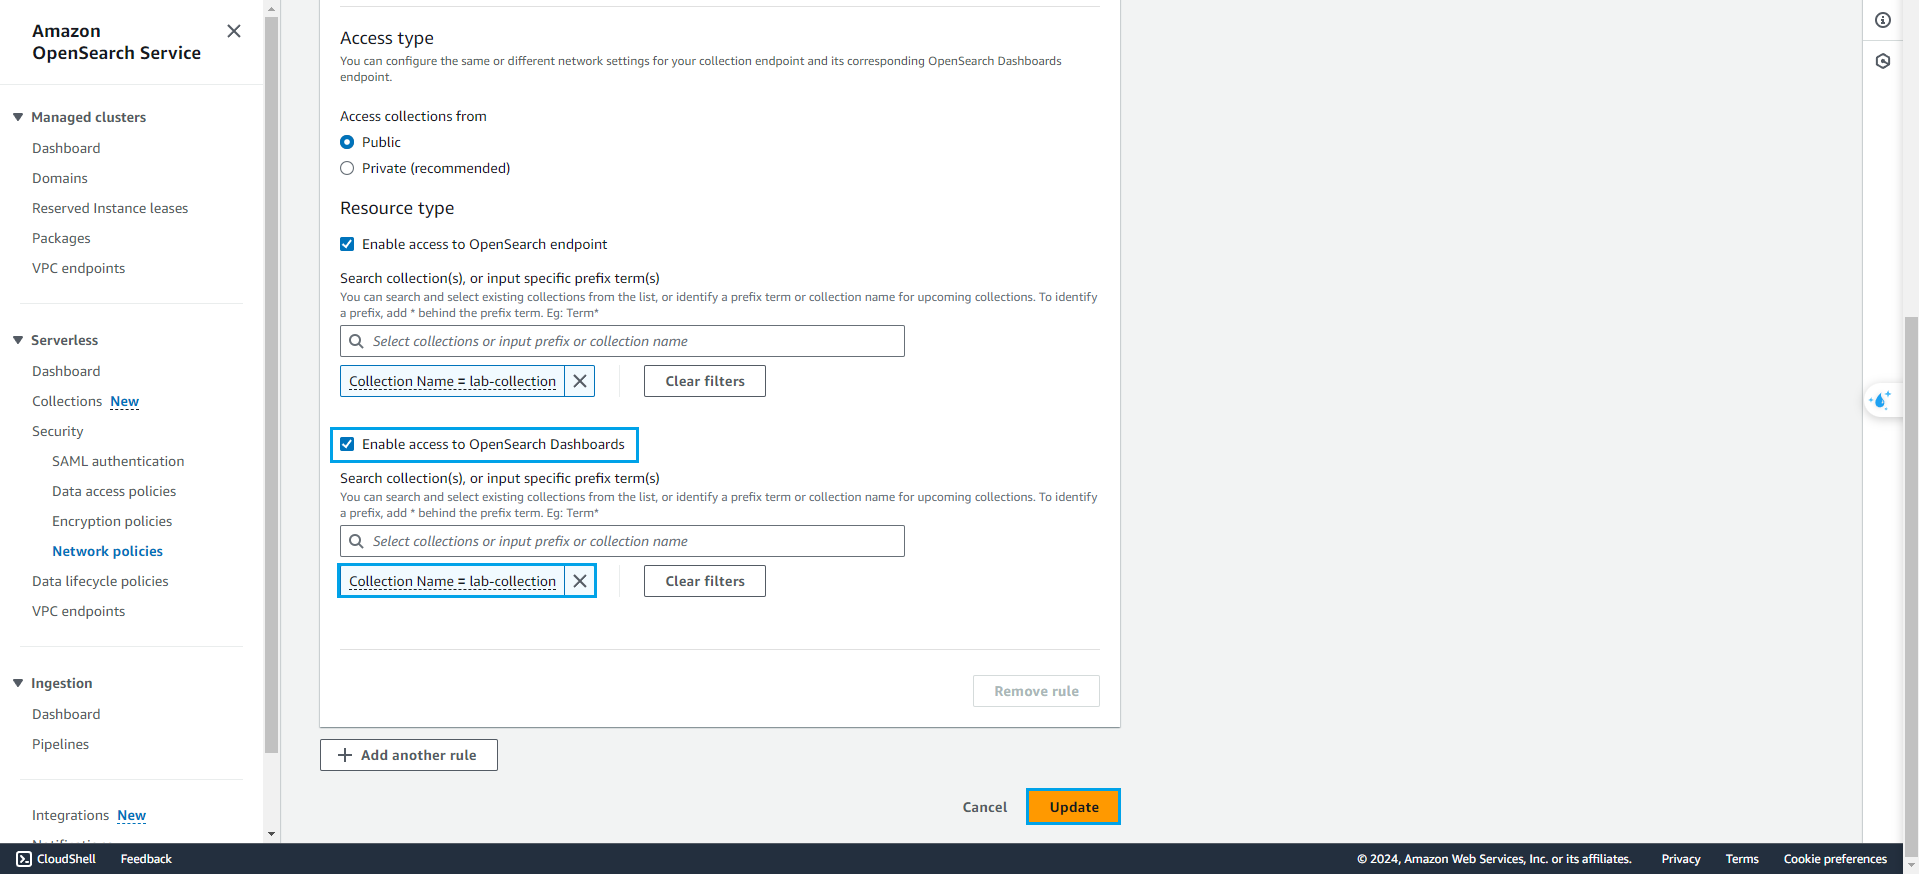 Amazon
OpenSearch Service
Managed clusters
Dashboard
Domains
Reserved Instance leases
Packages
VPC endpoints
Serverless
Dashboard
Collections New
Security
SAML authentication
Data access policies
Encryption policies
Network policies
Data lifecycle policies
VPC endpoints
Ingestion
Dashboard
Pipelines
Integrations New
Access type
You can configure the same or different network settings for your collection endpoint and its corresponding OpenSearch Dashboards
endpoint.
Access collections from
Public
Private (recommended)
Resource type
Enable access to OpenSearch endpoint
Search collection(s), or input specific prefix term(s)
You can search and select existing collections from the list, or identify a prefix term or collection name for upcoming collections. To identify
a prefix, add * behind the prefix term. Eg: Term*
Select collections or input prefix or collection name
Collection Name = lab-collection
Clear filters
Enable access to OpenSearch Dashboards
Search collection(s), or input specific prefix term(s)
You can search and select existing collections from the list, or identify a prefix term or collection name for upcoming collections. To identify
a prefix, add * behind the prefix term. Eg: Term*
Select collections or input prefix or collection name
Collection Name = lab-collection
Clear filters
Remove rule
Add another rule
Cancel
Update
CloudShell
Feedback
© 2024, Amazon Web Services, Inc. or its affiliates.
Privacy
Terms
Cookie preferences